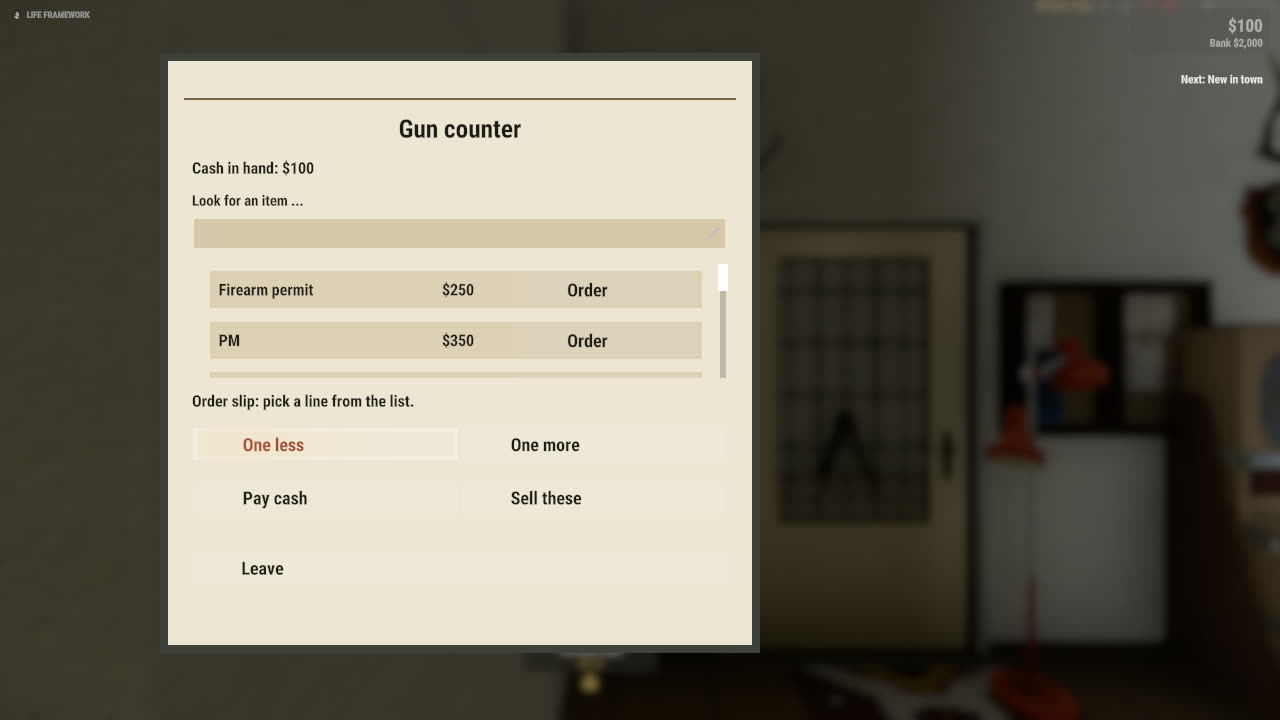 LIFE FRAMEWORK
$100
Bank $2,000
Next: New in town
Gun counter
Cash in hand: $100
Look for an item ...
Firearm permit $250 Order
PM $350 Order
Order slip: pick a line from the list.
One less One more
Pay cash Sell these
Leave